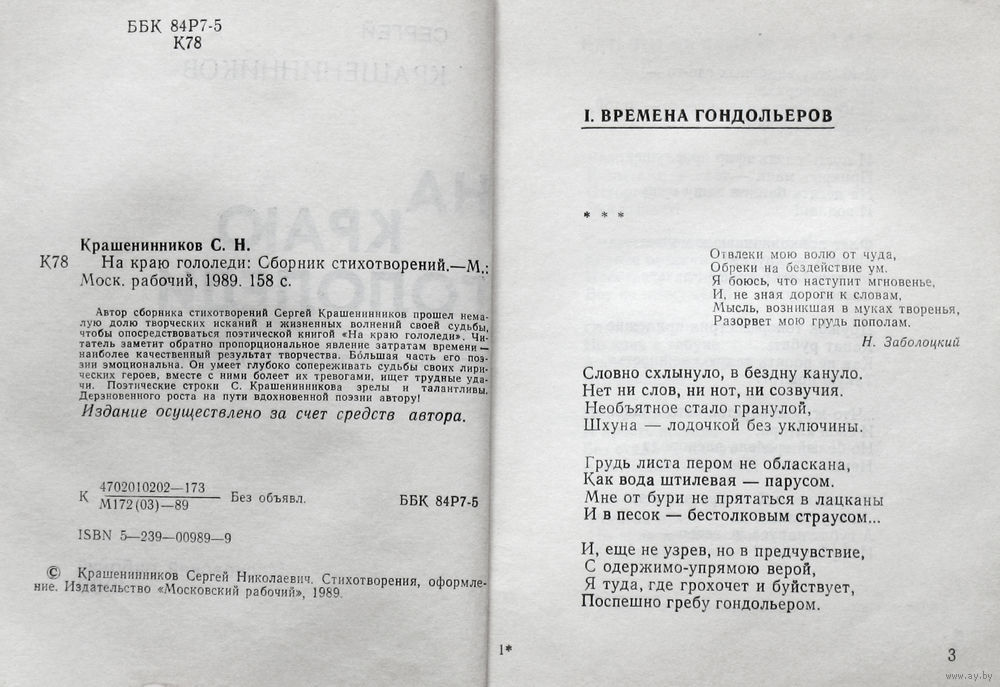 ББК 84Р7-5
К78
Крашенинников С. Н.
К78 На краю гололеди: Сборник стихотворений.—М.:
Моск. рабочий, 1989. 158 с.
Автор сборника стихотворений Сергей Крашенинников прошел нема-
лую долю творческих исканий и жизненных волнений своей судьбы,
чтобы опосредствоваться поэтической книгой «На краю гололеди». Чи-
татель заметит обратно пропорциональное явление затратам времени —
наиболее качественный результат творчества. Бо́льшая часть его поэ-
зии эмоциональна. Он умеет глубоко сопереживать судьбы своих лири-
ческих героев, вместе с ними болеет их тревогами, ищет трудные уда-
чи. Поэтические строки С. Крашенинникова зрелы и талантливы.
Дерзновенного роста на пути вдохновенной поэзии автору!
Издание осуществлено за счет средств автора.
К 4702010202—173
М172(03)—89
Без объявл.
ББК 84Р7-5
ISBN 5—239—00989—9
© Крашенинников Сергей Николаевич. Стихотворения, оформле-
ние. Издательство «Московский рабочий», 1989.
I. ВРЕМЕНА ГОНДОЛЬЕРОВ
* * *
Отвлеки мою волю от чуда,
Обреки на бездействие ум.
Я боюсь, что наступит мгновенье,
И, не зная дороги к словам,
Мысль, возникшая в муках творенья,
Разорвет мою грудь пополам.
Н. Заболоцкий
Словно схлынуло, в бездну кануло.
Нет ни слов, ни нот, ни созвучия.
Необъятное стало гранулой,
Шхуна — лодочкой без уключины.
Грудь листа пером не обласкана,
Как вода штилевая — парусом.
Мне от бури не прятаться в лацканы
И в песок — бестолковым страусом...
И, еще не узрев, но в предчувствие,
С одержимо-упрямою верой,
Я туда, где грохочет и буйствует,
Поспешно гребу гондольером.
1*
3
www.ay.by